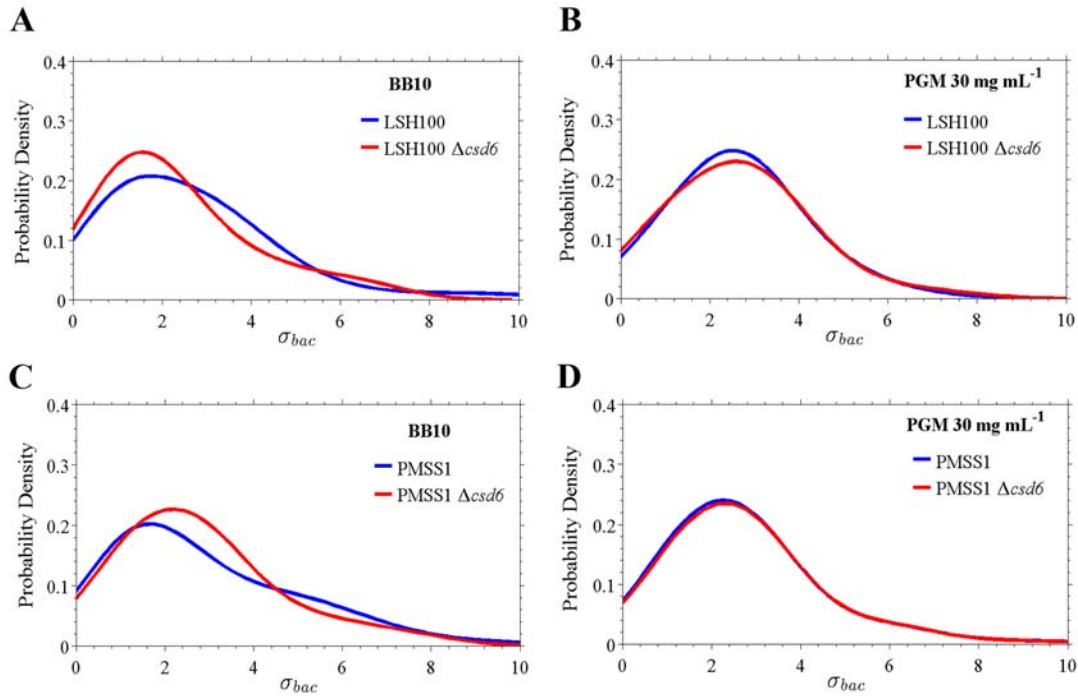 A
BB10
LSH100
LSH100 Δcsd6
Probability Density
0.4
0.3
0.2
0.1
0
0 2 4 6 8 10
σbac
B
PGM 30 mg mL-1
LSH100
LSH100 Δcsd6
Probability Density
0.4
0.3
0.2
0.1
0
0 2 4 6 8 10
σbac
C
BB10
PMSS1
PMSS1 Δcsd6
Probability Density
0.4
0.3
0.2
0.1
0
0 2 4 6 8 10
σbac
D
PGM 30 mg mL-1
PMSS1
PMSS1 Δcsd6
Probability Density
0.4
0.3
0.2
0.1
0
0 2 4 6 8 10
σbac